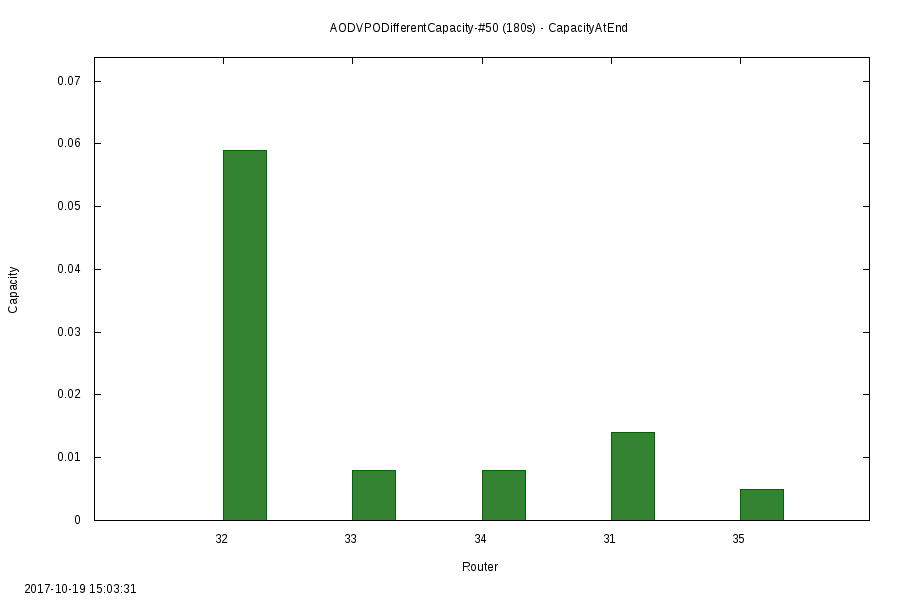 AODVPODifferentCapacity-#50 (180s) - CapacityAtEnd
0.07
0.06
0.05
0.04
0.03
0.02
0.01
0
Capacity
32 33 34 31 35
Router
2017-10-19 15:03:31